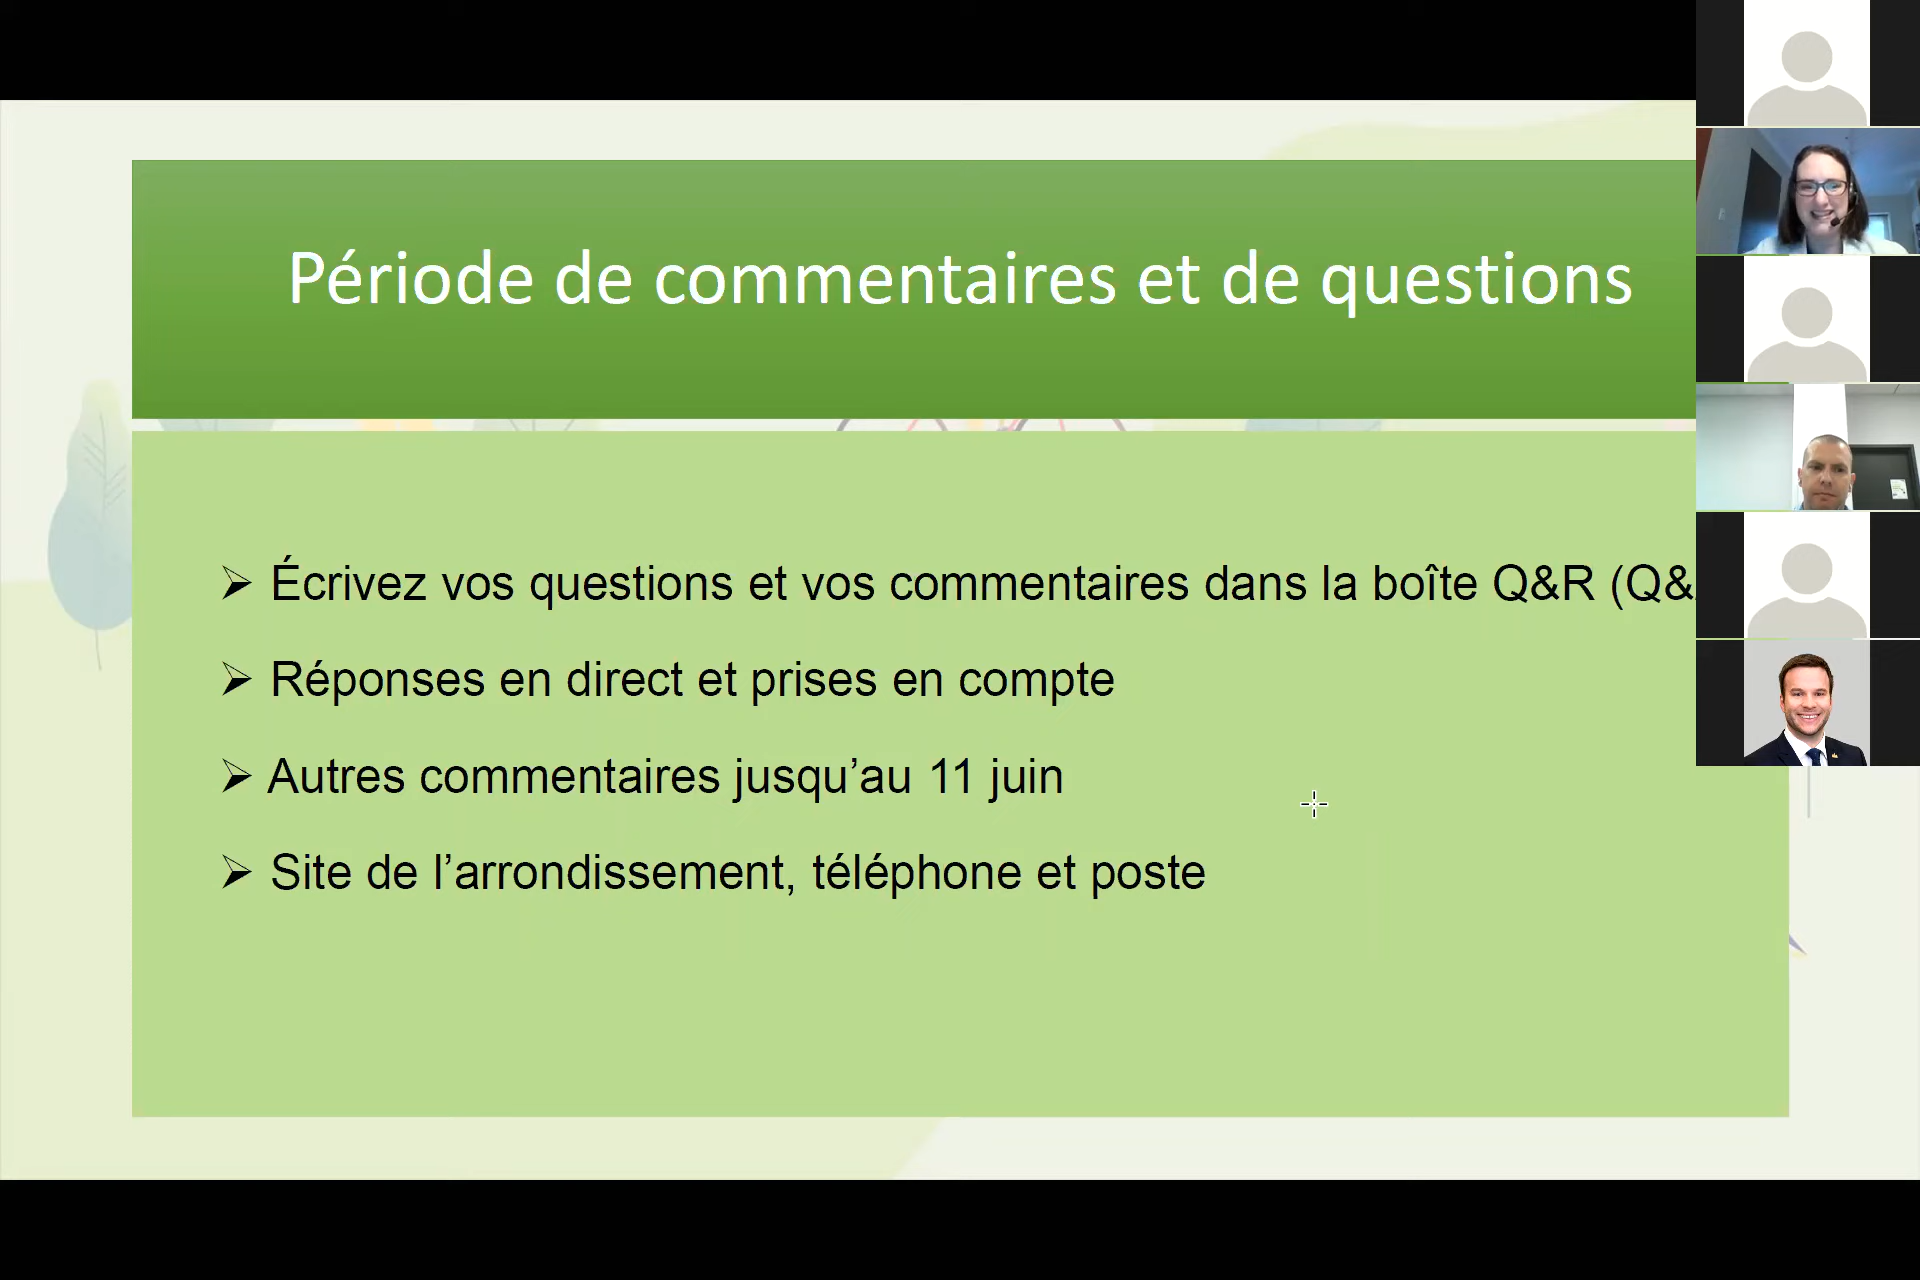 Période de commentaires et de questions
Écrivez vos questions et vos commentaires dans la boîte Q&R (Q&
Réponses en direct et prises en compte
Autres commentaires jusqu’au 11 juin
Site de l’arrondissement, téléphone et poste